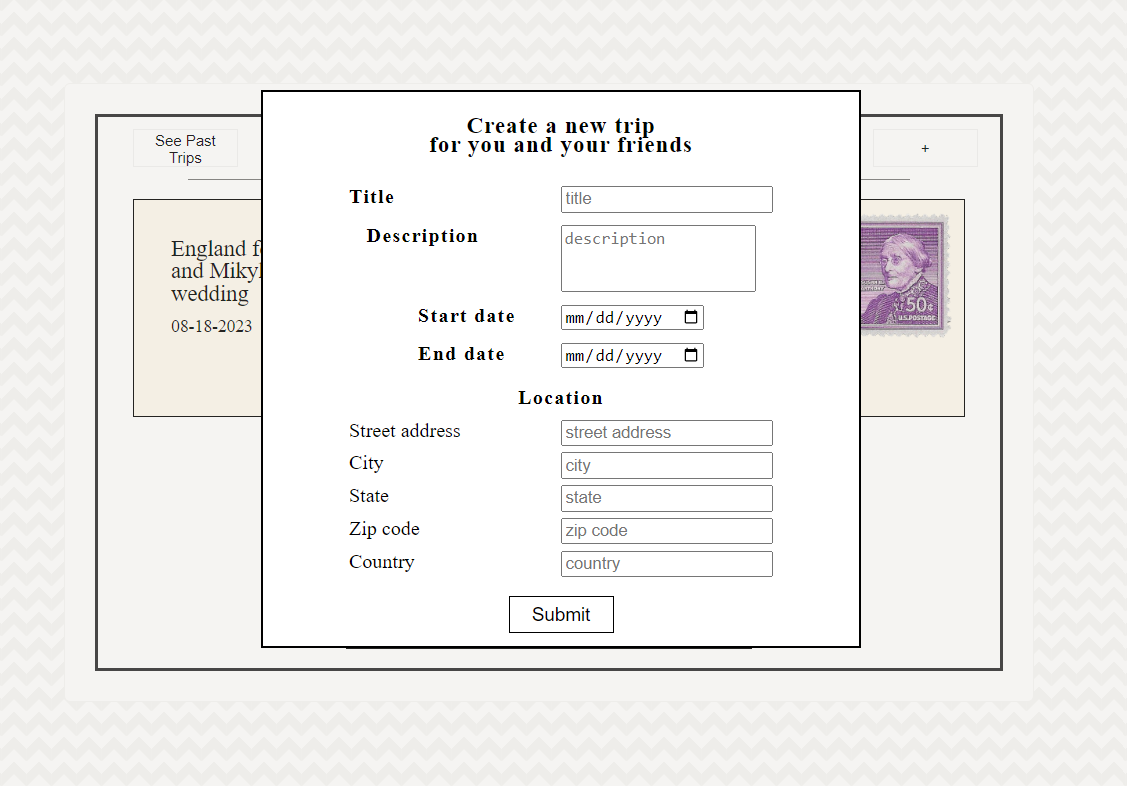 Create a new trip
for you and your friends
See Past
Trips
+
Title
title
Description
description
Start date
mm/dd/yyyy
End date
mm/dd/yyyy
Location
Street address
street address
City
city
State
state
Zip code
zip code
Country
country
Submit
England
and
wedding
08-18-2023
50¢
U.S.POSTAGE